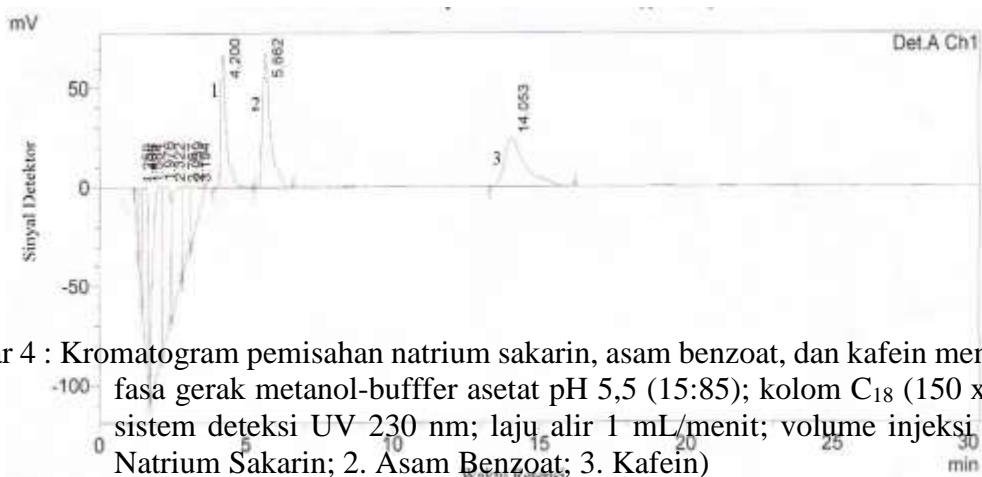 mV
Det.A Ch1
50
0
-50
-100
Sinyal Detektor
1
4.200
2
5.662
3
14.053
r 4 : Kromatogram pemisahan natrium sakarin, asam benzoat, dan kafein men
fasa gerak metanol-bufffer asetat pH 5,5 (15:85); kolom C₁₈ (150 x
sistem deteksi UV 230 nm; laju alir 1 mL/menit; volume injeksi
Natrium Sakarin; 2. Asam Benzoat; 3. Kafein)
0 5 10 15 20 25 30
min